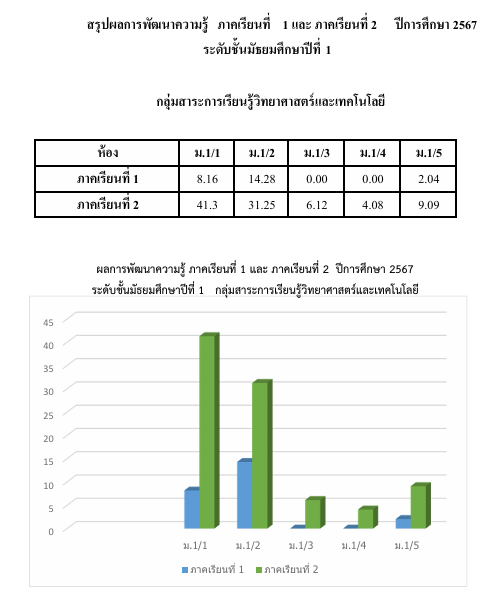 สรุปผลการพัฒนาความรู้ ภาคเรียนที่ 1 และ ภาคเรียนที่ 2 ปีการศึกษา 2567
ระดับชั้นมัธยมศึกษาปีที่ 1
กลุ่มสาระการเรียนรู้วิทยาศาสตร์และเทคโนโลยี
ห้อง ม.1/1 ม.1/2 ม.1/3 ม.1/4 ม.1/5
ภาคเรียนที่ 1 8.16 14.28 0.00 0.00 2.04
ภาคเรียนที่ 2 41.3 31.25 6.12 4.08 9.09
ผลการพัฒนาความรู้ ภาคเรียนที่ 1 และ ภาคเรียนที่ 2 ปีการศึกษา 2567
ระดับชั้นมัธยมศึกษาปีที่ 1 กลุ่มสาระการเรียนรู้วิทยาศาสตร์และเทคโนโลยี
45
40
35
30
25
20
15
10
5
0
ม.1/1 ม.1/2 ม.1/3 ม.1/4 ม.1/5
ภาคเรียนที่ 1 ภาคเรียนที่ 2